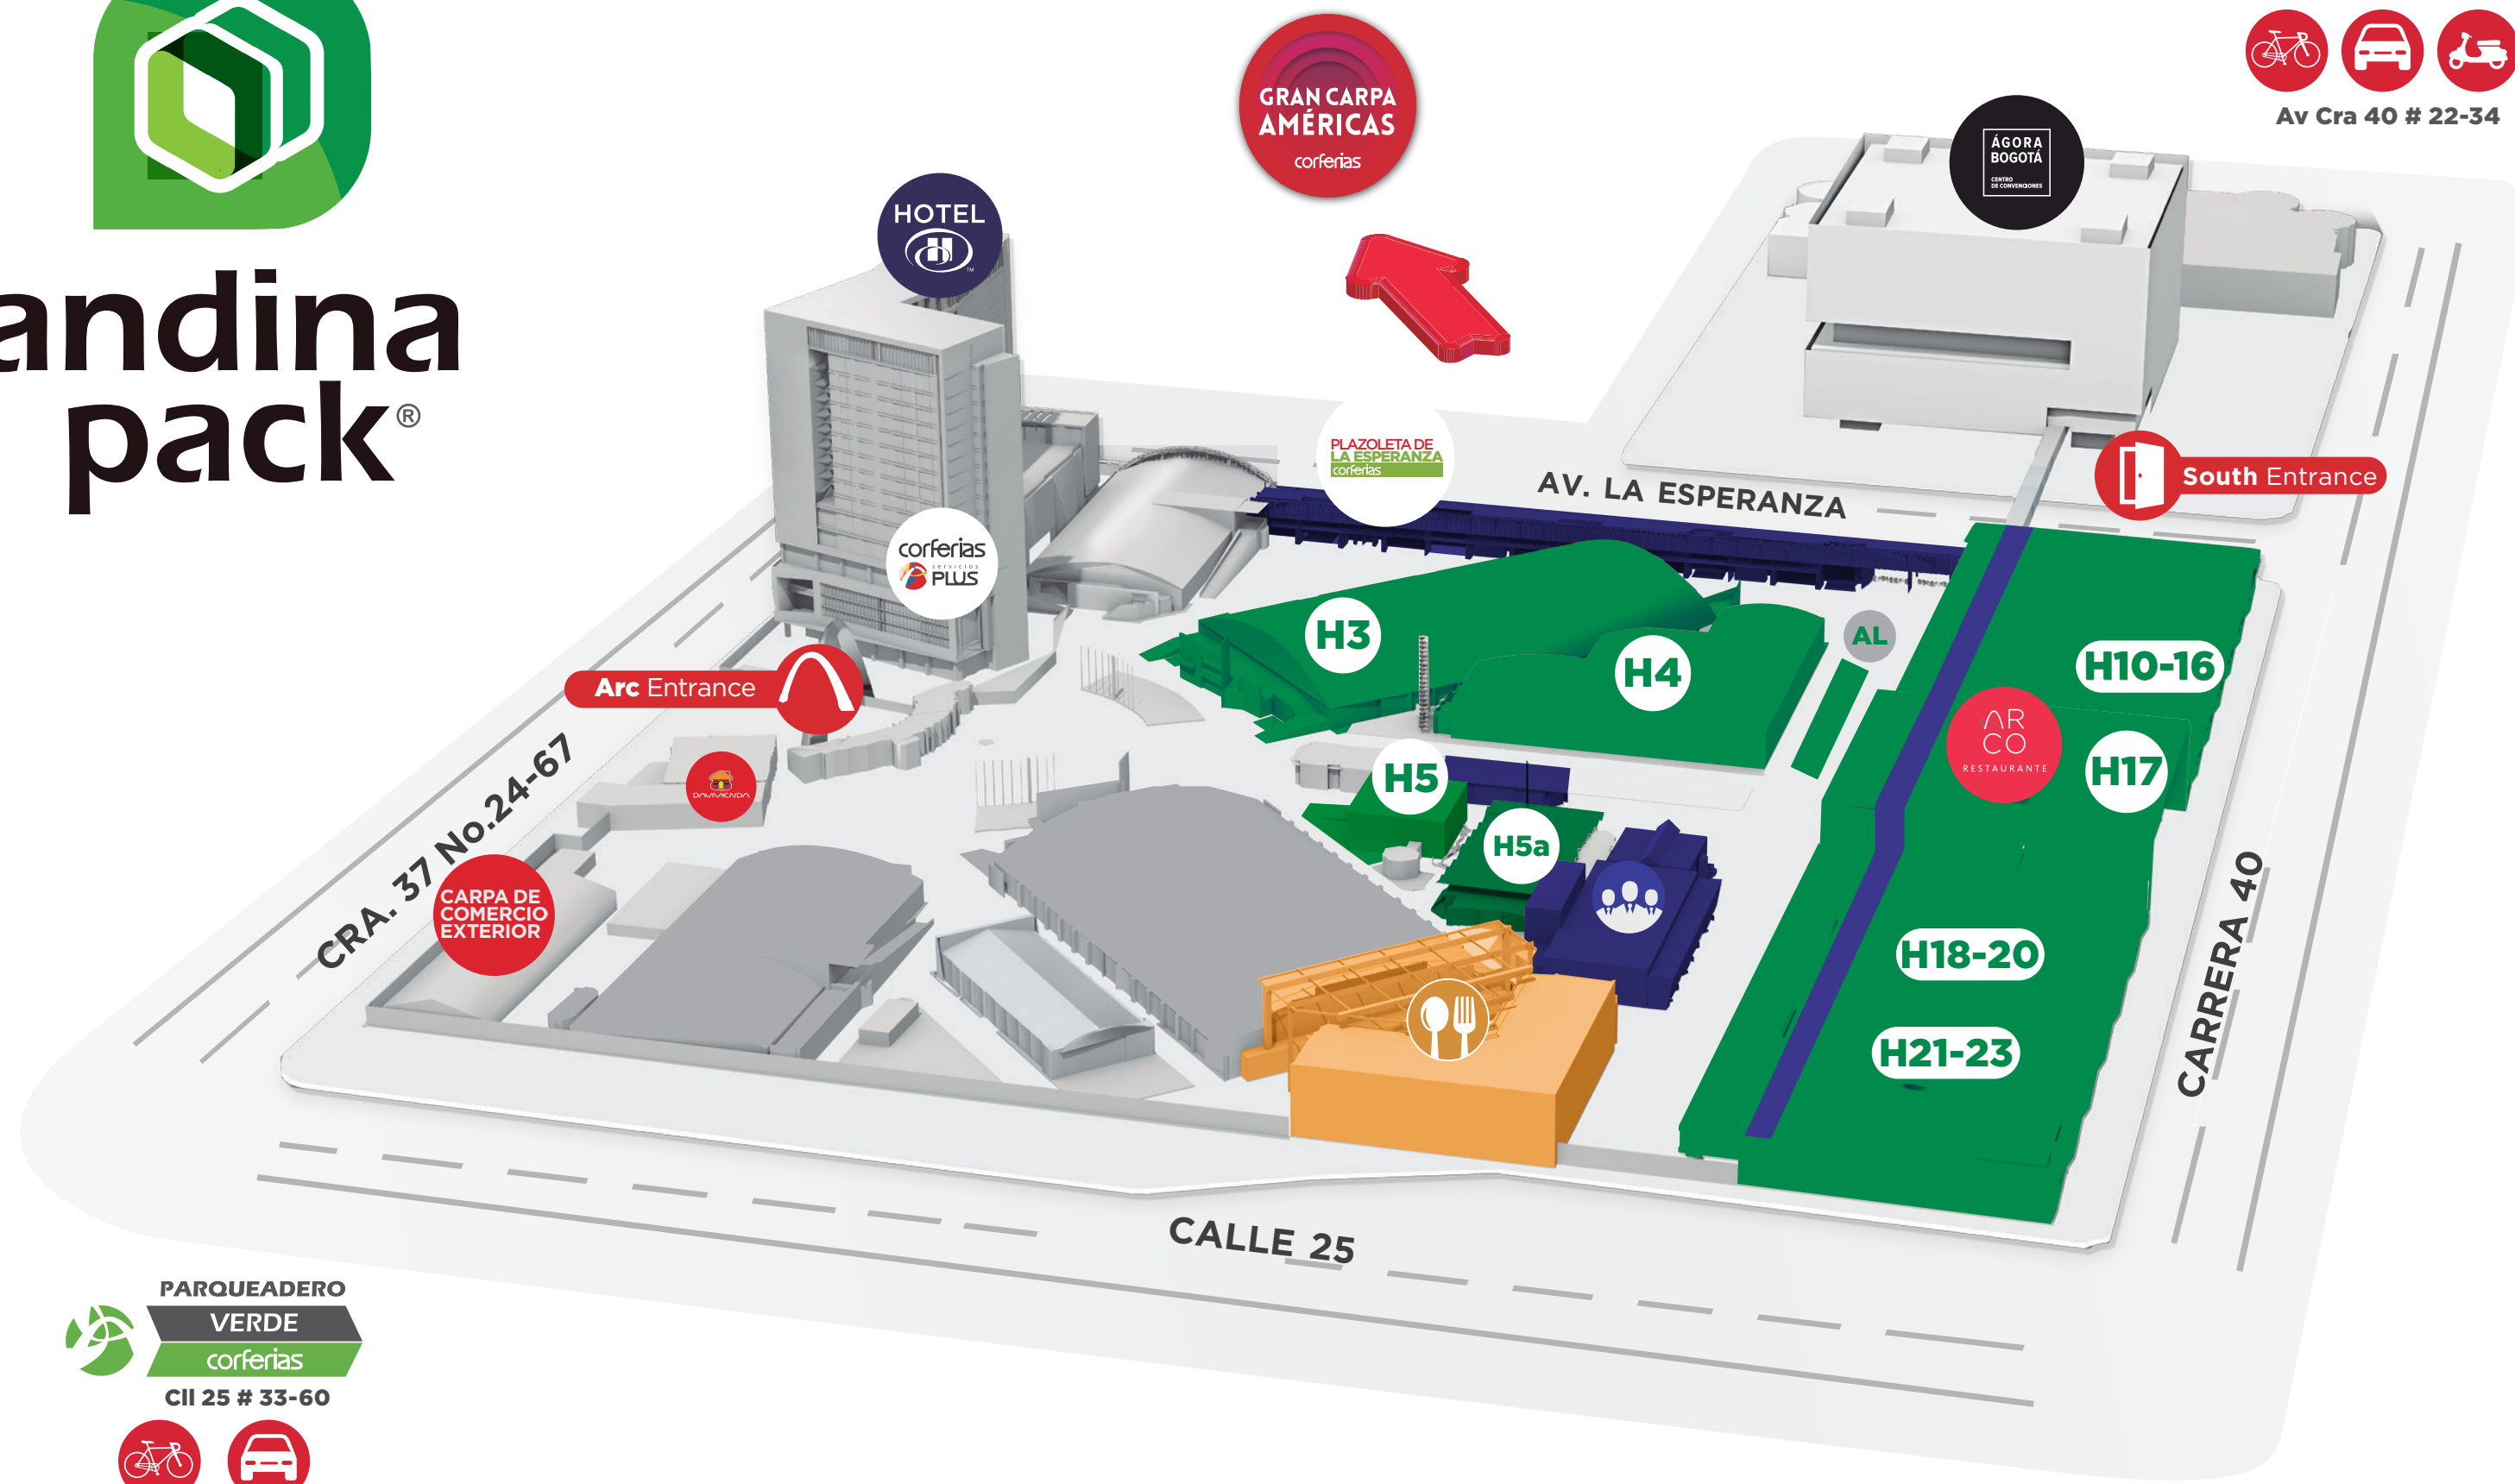 andina
pack®
GRAN CARPA
AMÉRICAS
corferias
Av Cra 40 # 22-34
ÁGORA
BOGOTÁ
CENTRO
DE CONVENCIONES
HOTEL
H
TM
PLAZOLETA DE
LA ESPERANZA
corferias
AV. LA ESPERANZA
South Entrance
corferias
servicios
PLUS
H3
AL
H4
H10-16
Arc Entrance
AR
CO
RESTAURANTE
H17
H5
DAVIVIENDA
CRA. 37 No.24-67
H5a
CARPA DE
COMERCIO
EXTERIOR
H18-20
CARRERA 40
H21-23
CALLE 25
PARQUEADERO
VERDE
corferias
Cll 25 # 33-60